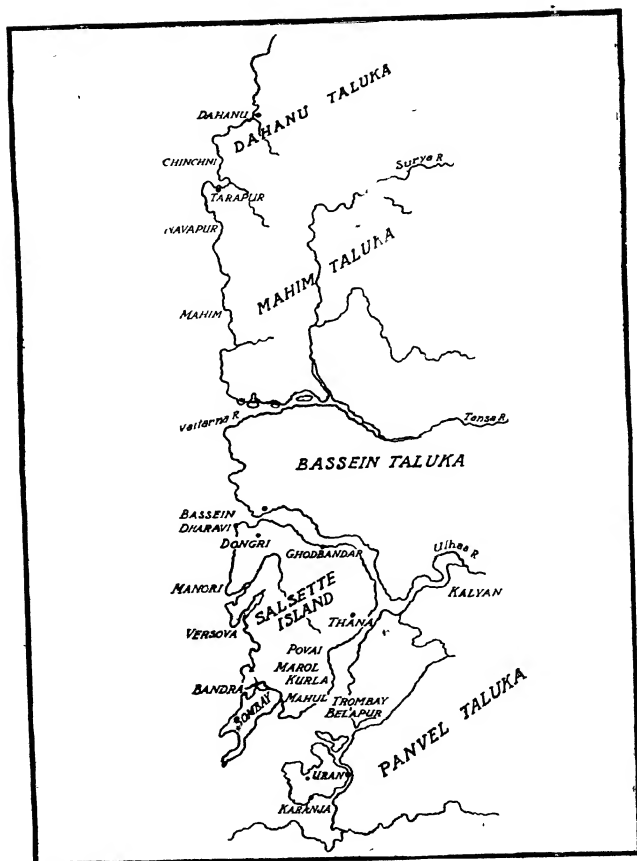 DAHANU
DAHANU TALUKA
CHINCHNI
Surya R
TARAPUR
NAVAPUR
MAHIM TALUKA
MAHIM
Vaitarna R
Tansa R
BASSEIN TALUKA
BASSEIN
DHARAVI
DONGRI
GHODBANDAR
Ulhas R
MANORI
KALYAN
SALSETTE
ISLAND
VERSOVA
THANA
POVAI
MAROL
KURLA
BANDRA
MAHUL
TROMBAY
BELAPUR
BOMBAY
PANVEL TALUKA
URAN
KARANJA